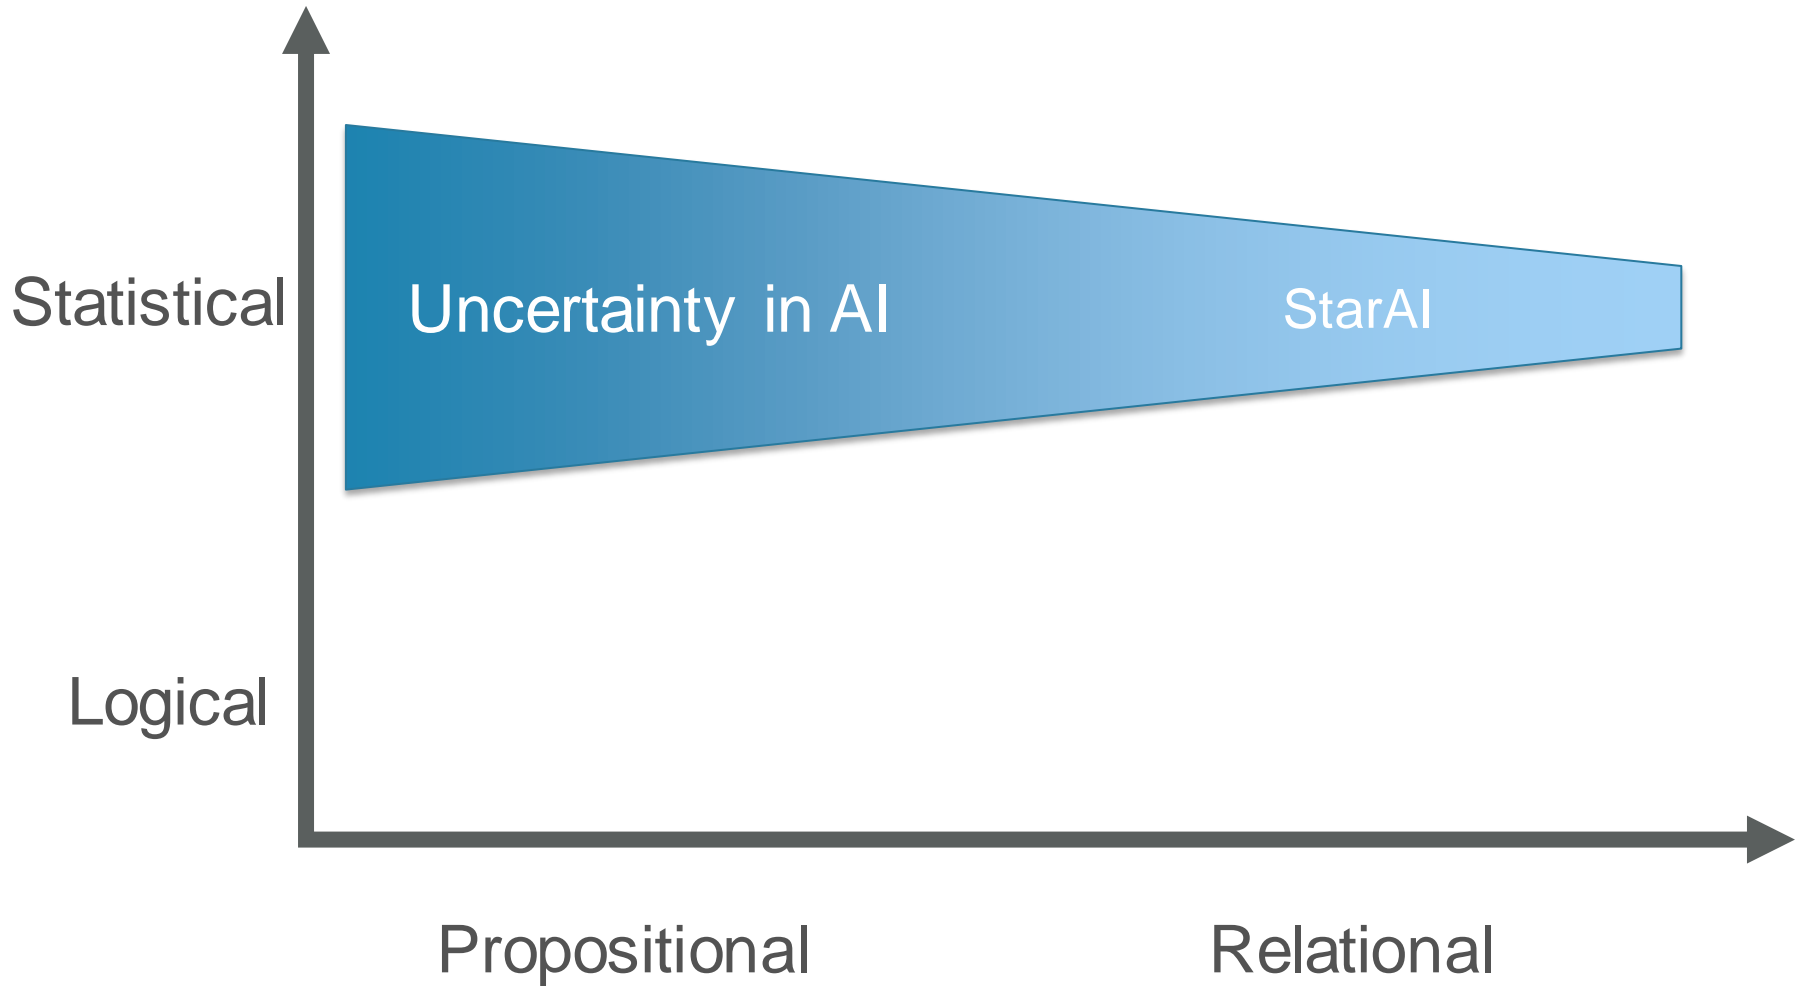 Statistical
Uncertainty in AI
StarAI
Logical
Propositional
Relational